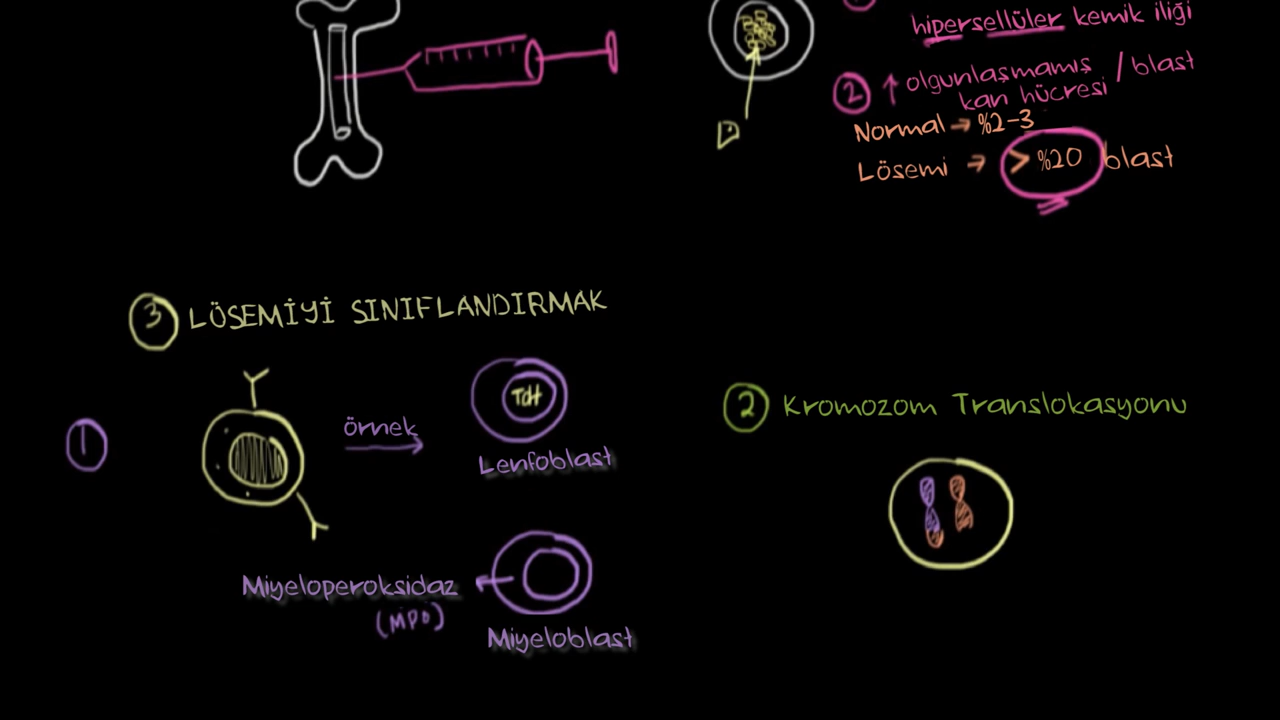 hipersellüler kemik iliği
2 ↑ olgunlaşmamış / blast
kan hücresi
Normal → %2-3
Lösemi → > %20 blast
3 LÖSEMİYİ SINIFLANDIRMAK
1
örnek
TdH
Lenfoblast
Miyeloperoksidaz
(MPO)
Miyeloblast
2 Kromozom Translokasyonu